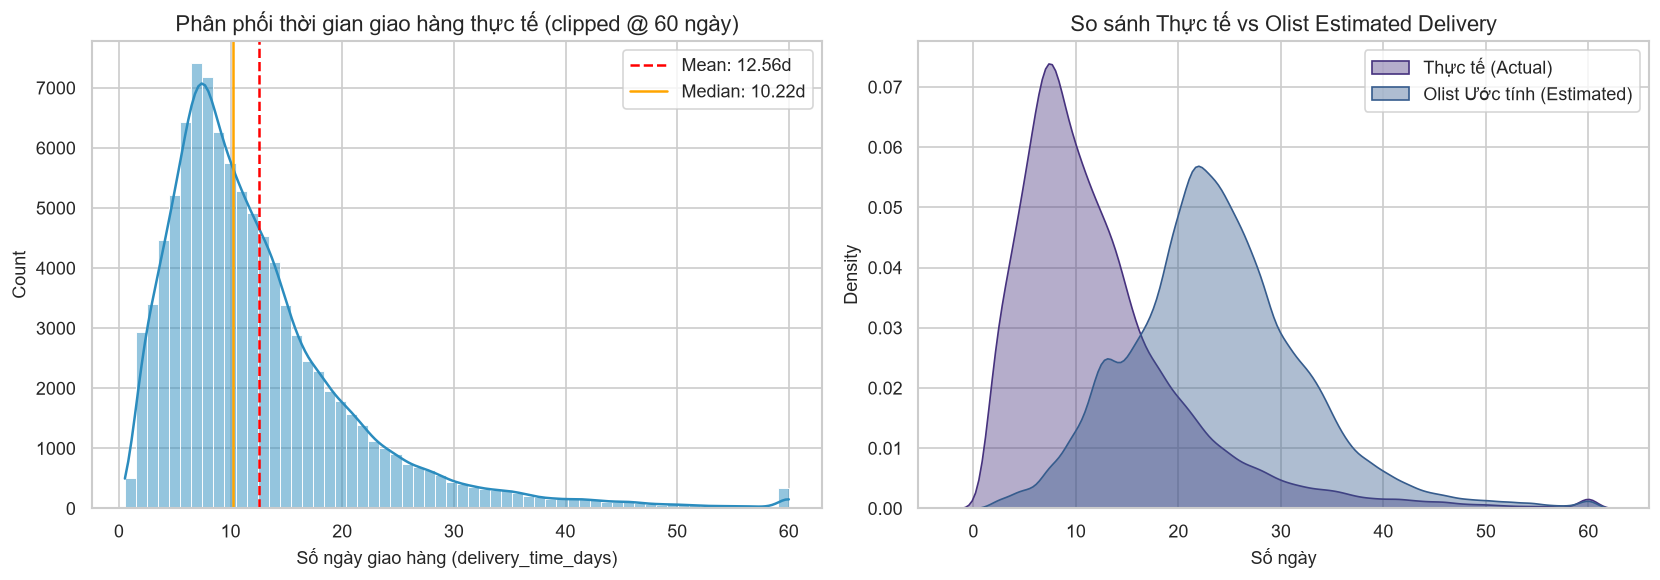 Phân phối thời gian giao hàng thực tế (clipped @ 60 ngày)
Mean: 12.56d
Median: 10.22d
Count
7000
6000
5000
4000
3000
2000
1000
0
0 10 20 30 40 50 60
Số ngày giao hàng (delivery_time_days)
So sánh Thực tế vs Olist Estimated Delivery
Thực tế (Actual)
Olist Ước tính (Estimated)
Density
0.07
0.06
0.05
0.04
0.03
0.02
0.01
0.00
0 10 20 30 40 50 60
Số ngày